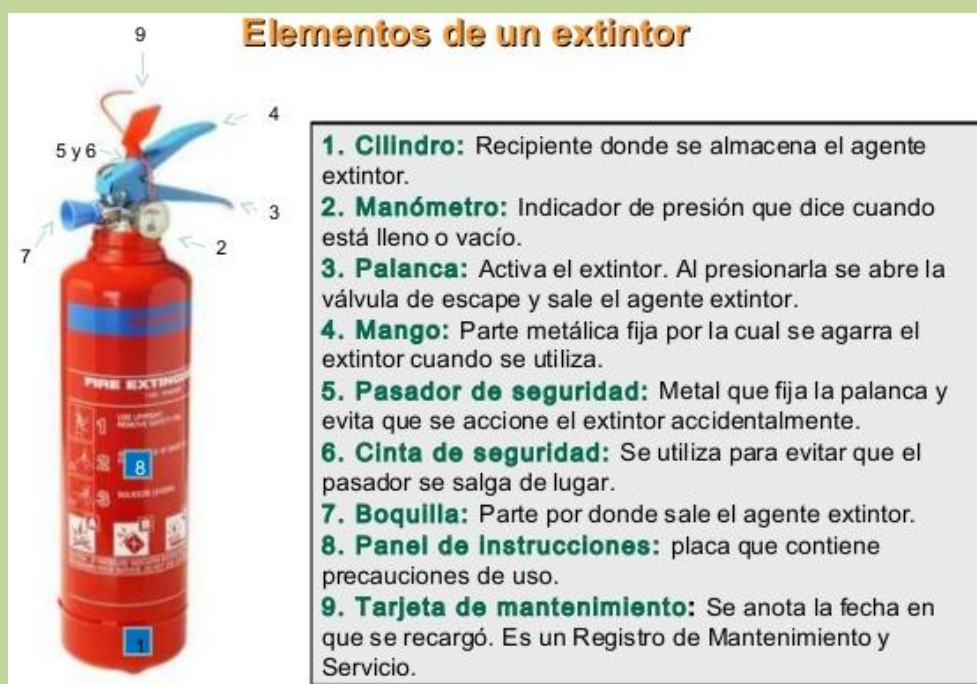 Elementos de un extintor
9
4
5 y 6
3
7
2
FIRE EXTING
1
USE UPRIGHT
2
8
3
SQUEEZE
1
1. Cilindro: Recipiente donde se almacena el agente
extintor.
2. Manómetro: Indicador de presión que dice cuando
está lleno o vacío.
3. Palanca: Activa el extintor. Al presionarla se abre la
válvula de escape y sale el agente extintor.
4. Mango: Parte metálica fija por la cual se agarra el
extintor cuando se utiliza.
5. Pasador de seguridad: Metal que fija la palanca y
evita que se accione el extintor accidentalmente.
6. Cinta de seguridad: Se utiliza para evitar que el
pasador se salga de lugar.
7. Boquilla: Parte por donde sale el agente extintor.
8. Panel de instrucciones: placa que contiene
precauciones de uso.
9. Tarjeta de mantenimiento: Se anota la fecha en
que se recargó. Es un Registro de Mantenimiento y
Servicio.